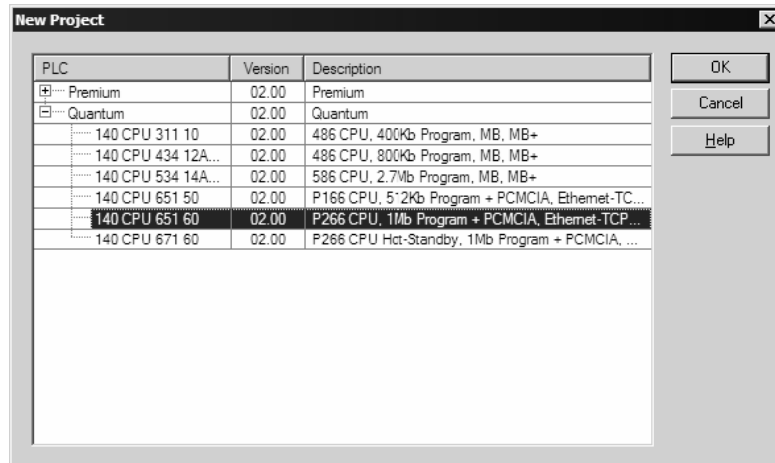 New Project
PLC Version Description
Premium 02.00 Premium
Quantum 02.00 Quantum
140 CPU 311 10 02.00 486 CPU, 400Kb Program, MB, MB+
140 CPU 434 12A... 02.00 486 CPU, 800Kb Program, MB, MB+
140 CPU 534 14A... 02.00 586 CPU, 2.7Mb Program, MB, MB+
140 CPU 651 50 02.00 P166 CPU, 512Kb Program + PCMCIA, Ethernet-TC...
140 CPU 651 60 02.00 P266 CPU, 1Mb Program + PCMCIA, Ethernet-TCP...
140 CPU 671 60 02.00 P266 CPU Hot-Standby, 1Mb Program + PCMCIA, ...
OK
Cancel
Help